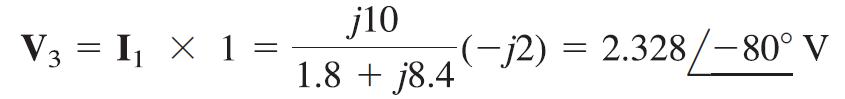 V₃ = I₁ × 1 = j10 / (1.8 + j8.4) (−j2) = 2.328∠−80° V